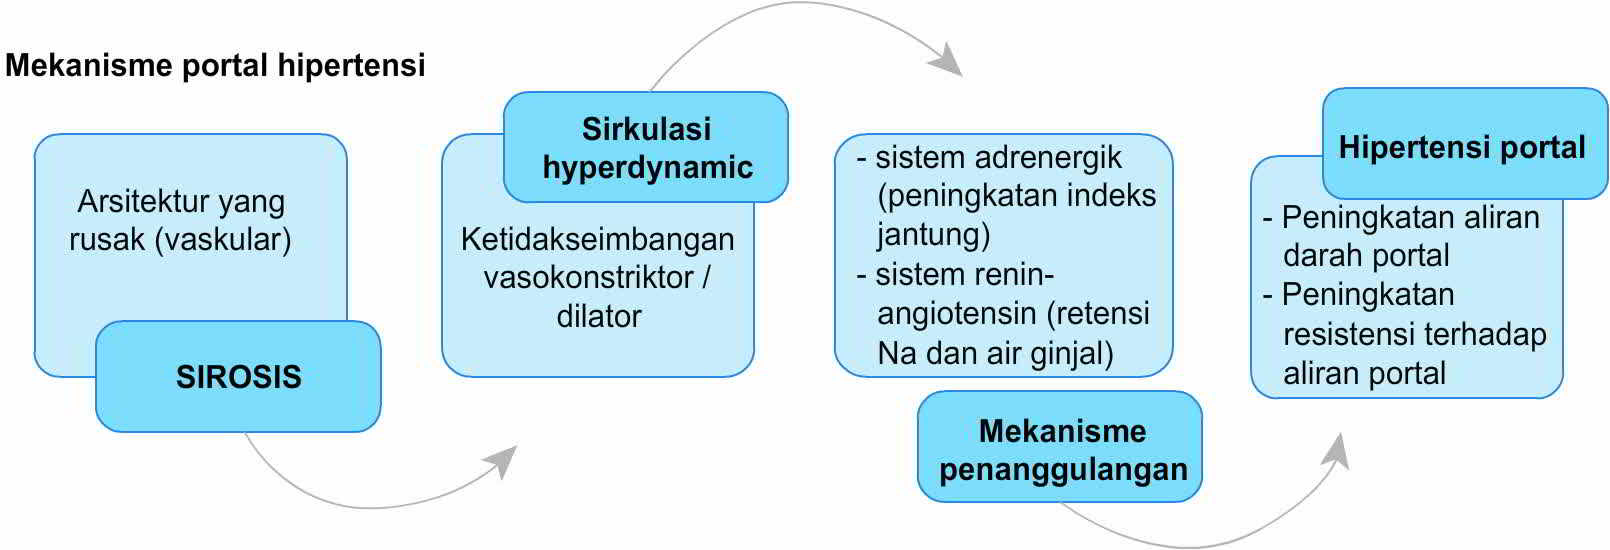 Mekanisme portal hipertensi
Arsitektur yang
rusak (vaskular)
SIROSIS
Sirkulasi
hyperdynamic
Ketidakseimbangan
vasokonstriktor /
dilator
- sistem adrenergik
(peningkatan indeks
jantung)
- sistem renin-
angiotensin (retensi
Na dan air ginjal)
Mekanisme
penanggulangan
Hipertensi portal
- Peningkatan aliran
darah portal
- Peningkatan
resistensi terhadap
aliran portal